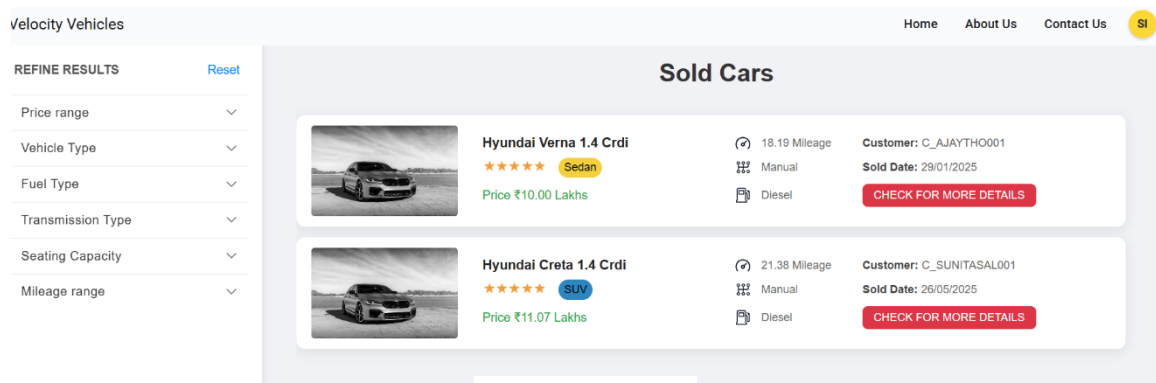 Velocity Vehicles
Home About Us Contact Us SI
REFINE RESULTS Reset
Price range
Vehicle Type
Fuel Type
Transmission Type
Seating Capacity
Mileage range
Sold Cars
Hyundai Verna 1.4 Crdi
Sedan
Price ₹10.00 Lakhs
18.19 Mileage
Manual
Diesel
Customer: C_AJAYTHO001
Sold Date: 29/01/2025
CHECK FOR MORE DETAILS
Hyundai Creta 1.4 Crdi
SUV
Price ₹11.07 Lakhs
21.38 Mileage
Manual
Diesel
Customer: C_SUNITASAL001
Sold Date: 26/05/2025
CHECK FOR MORE DETAILS